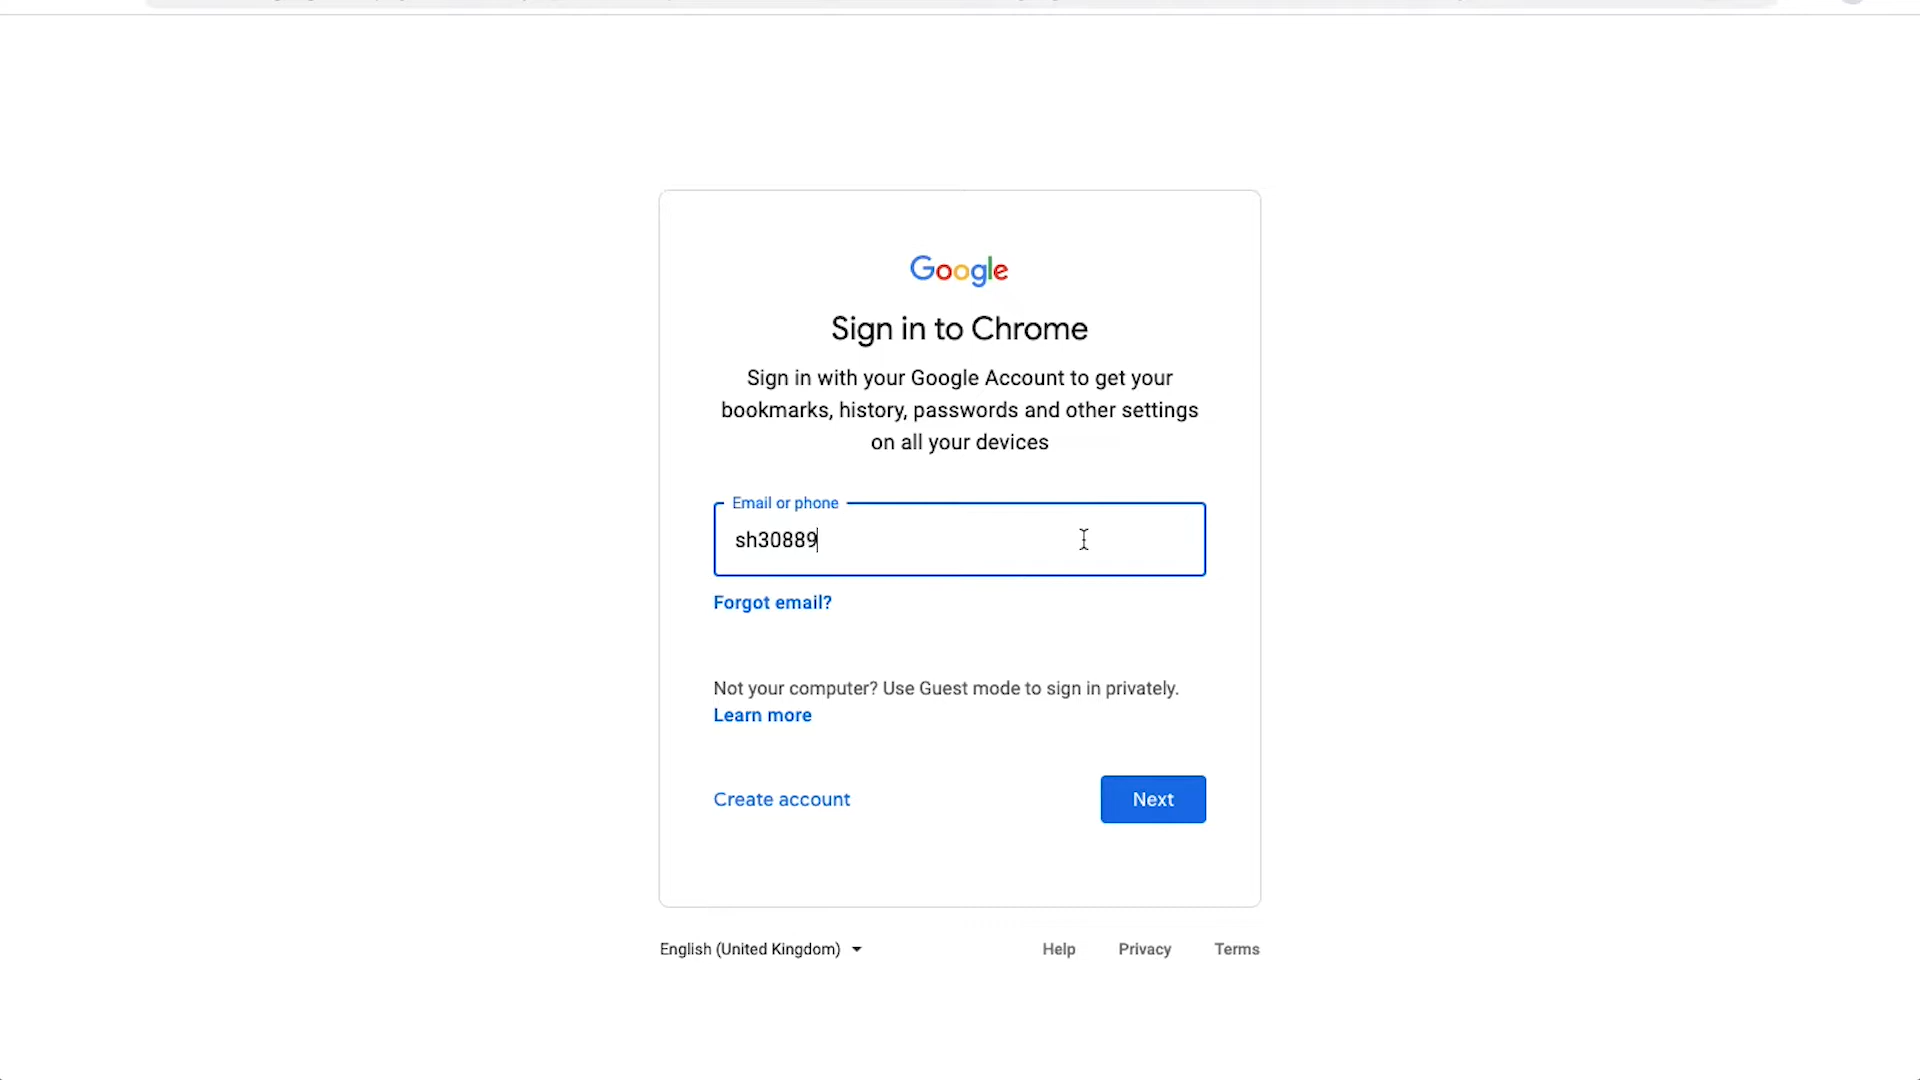 Google
Sign in to Chrome
Sign in with your Google Account to get your
bookmarks, history, passwords and other settings
on all your devices
Email or phone
sh30889
Forgot email?
Not your computer? Use Guest mode to sign in privately.
Learn more
Create account
Next
English (United Kingdom)
Help
Privacy
Terms